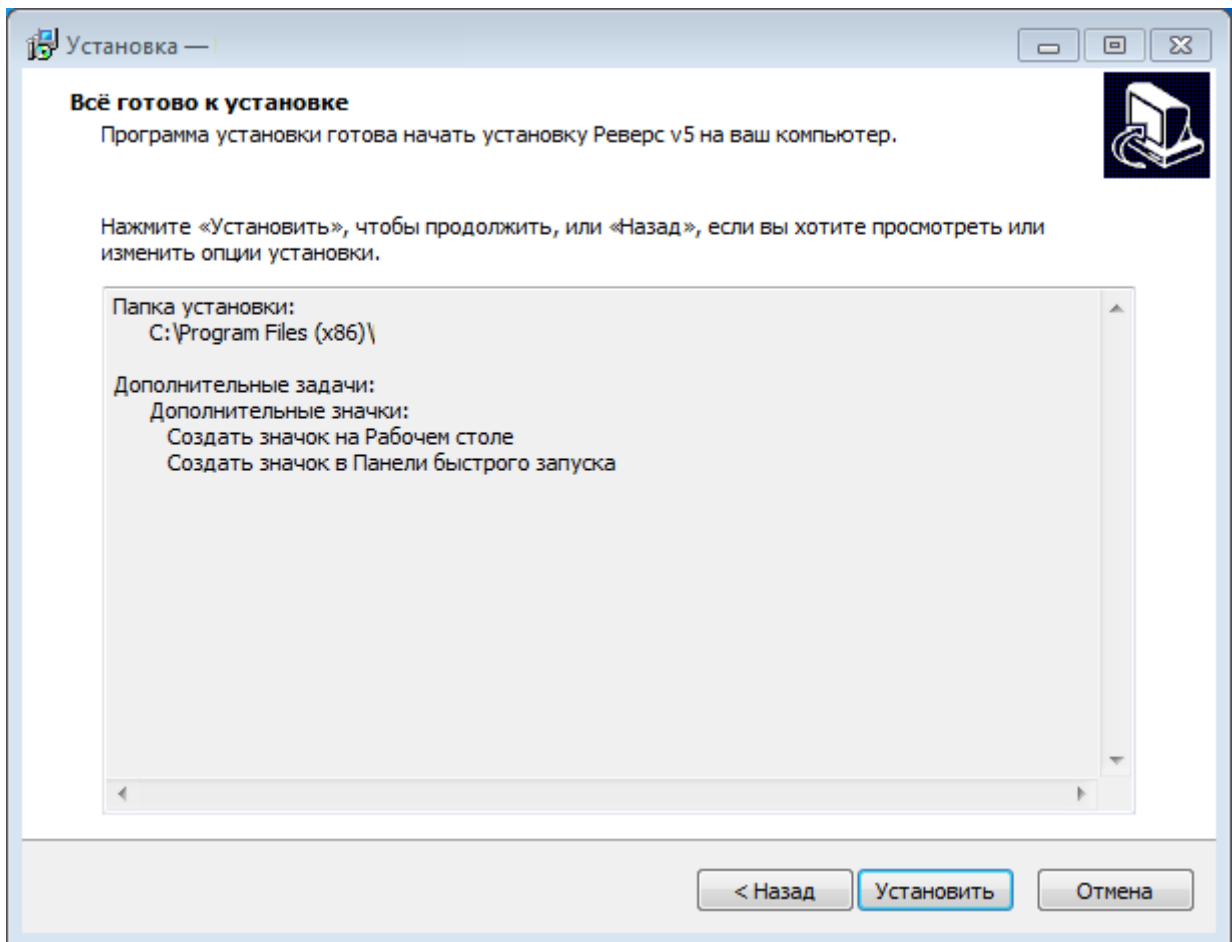 Установка —
Всё готово к установке
Программа установки готова начать установку Реверс v5 на ваш компьютер.
Нажмите «Установить», чтобы продолжить, или «Назад», если вы хотите просмотреть или
изменить опции установки.
Папка установки:
C:\Program Files (x86)\
Дополнительные задачи:
Дополнительные значки:
Создать значок на Рабочем столе
Создать значок в Панели быстрого запуска
< Назад
Установить
Отмена